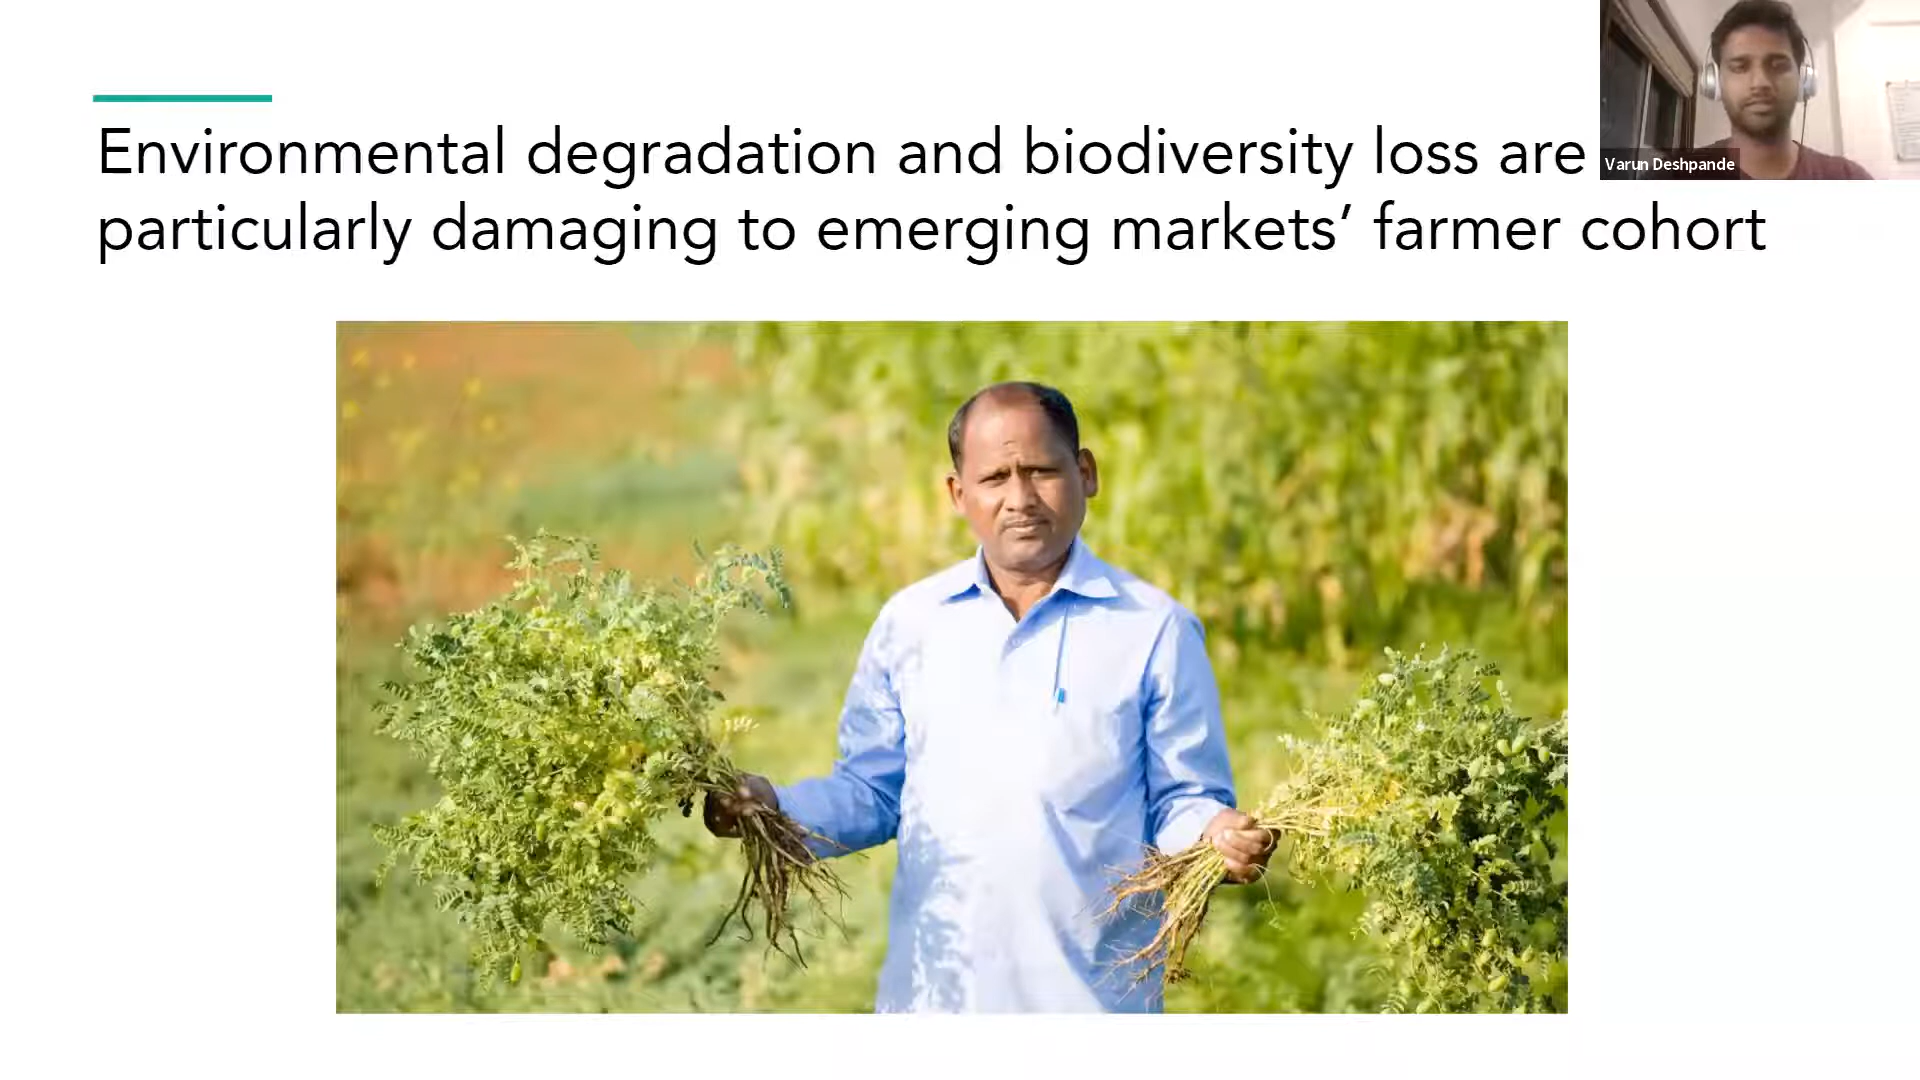 Environmental degradation and biodiversity loss are
particularly damaging to emerging markets’ farmer cohort
Varun Deshpande